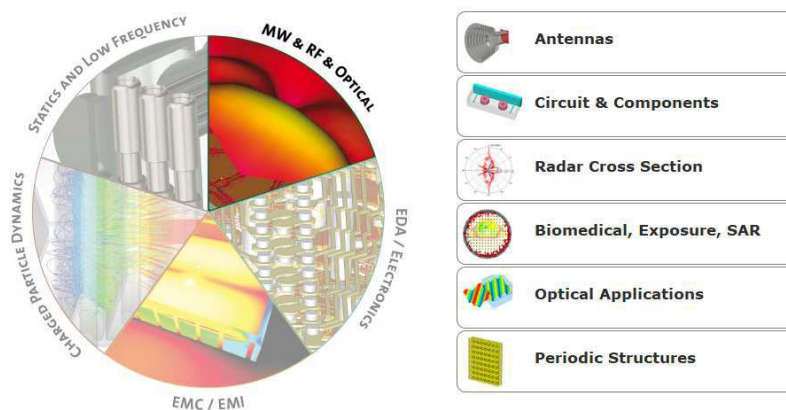 STATICS AND LOW FREQUENCY
MW & RF & OPTICAL
EDA / ELECTRONICS
EMC / EMI
CHARGED PARTICLE DYNAMICS
Antennas
Circuit & Components
Radar Cross Section
Biomedical, Exposure, SAR
Optical Applications
Periodic Structures